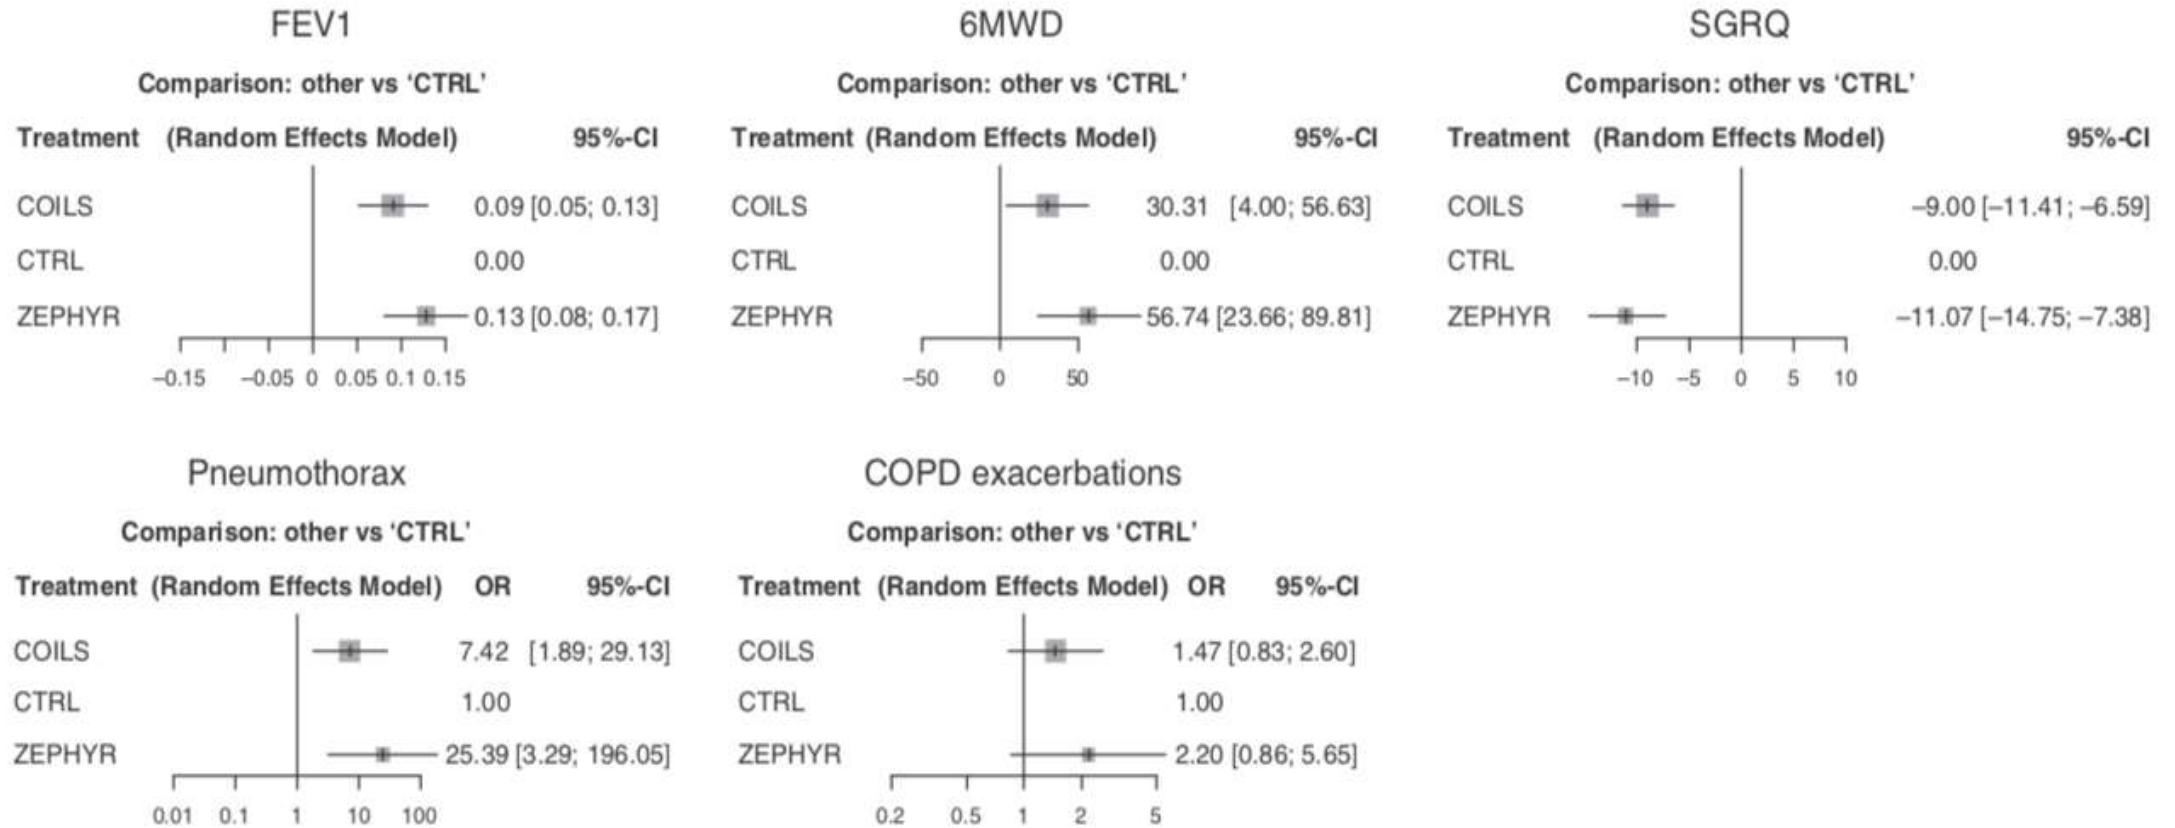 FEV1
Comparison: other vs ‘CTRL’
Treatment (Random Effects Model) 95%-CI
COILS 0.09 [0.05; 0.13]
CTRL 0.00
ZEPHYR 0.13 [0.08; 0.17]
–0.15 –0.05 0 0.05 0.1 0.15
6MWD
Comparison: other vs ‘CTRL’
Treatment (Random Effects Model) 95%-CI
COILS 30.31 [4.00; 56.63]
CTRL 0.00
ZEPHYR 56.74 [23.66; 89.81]
–50 0 50
SGRQ
Comparison: other vs ‘CTRL’
Treatment (Random Effects Model) 95%-CI
COILS –9.00 [–11.41; –6.59]
CTRL 0.00
ZEPHYR –11.07 [–14.75; –7.38]
–10 –5 0 5 10
Pneumothorax
Comparison: other vs ‘CTRL’
Treatment (Random Effects Model) OR 95%-CI
COILS 7.42 [1.89; 29.13]
CTRL 1.00
ZEPHYR 25.39 [3.29; 196.05]
0.01 0.1 1 10 100
COPD exacerbations
Comparison: other vs ‘CTRL’
Treatment (Random Effects Model) OR 95%-CI
COILS 1.47 [0.83; 2.60]
CTRL 1.00
ZEPHYR 2.20 [0.86; 5.65]
0.2 0.5 1 2 5